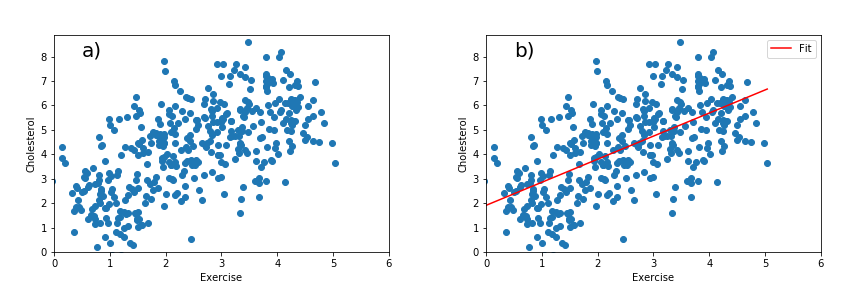 a)
Cholesterol
8
7
6
5
4
3
2
1
0
0 1 2 3 4 5 6
Exercise
Fit
Cholesterol
8
7
6
5
4
3
2
1
0
0 1 2 3 4 5 6
Exercise
b)